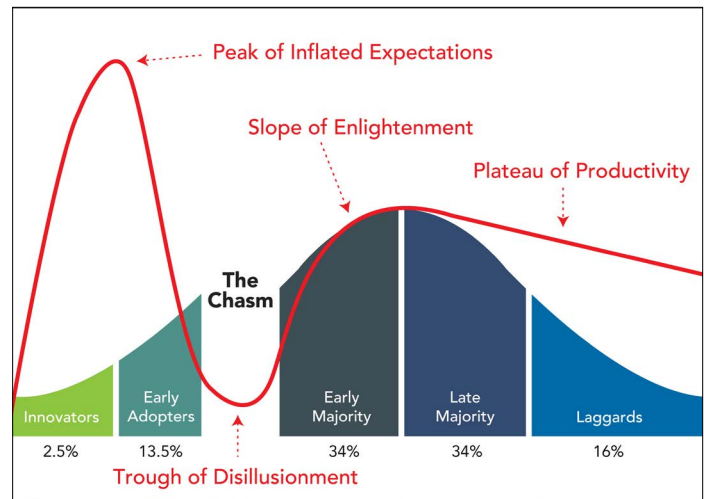 Peak of Inflated Expectations
Slope of Enlightenment
Plateau of Productivity
The
Chasm
Innovators
Early
Adopters
Early
Majority
Late
Majority
Laggards
2.5%
13.5%
34%
34%
16%
Trough of Disillusionment